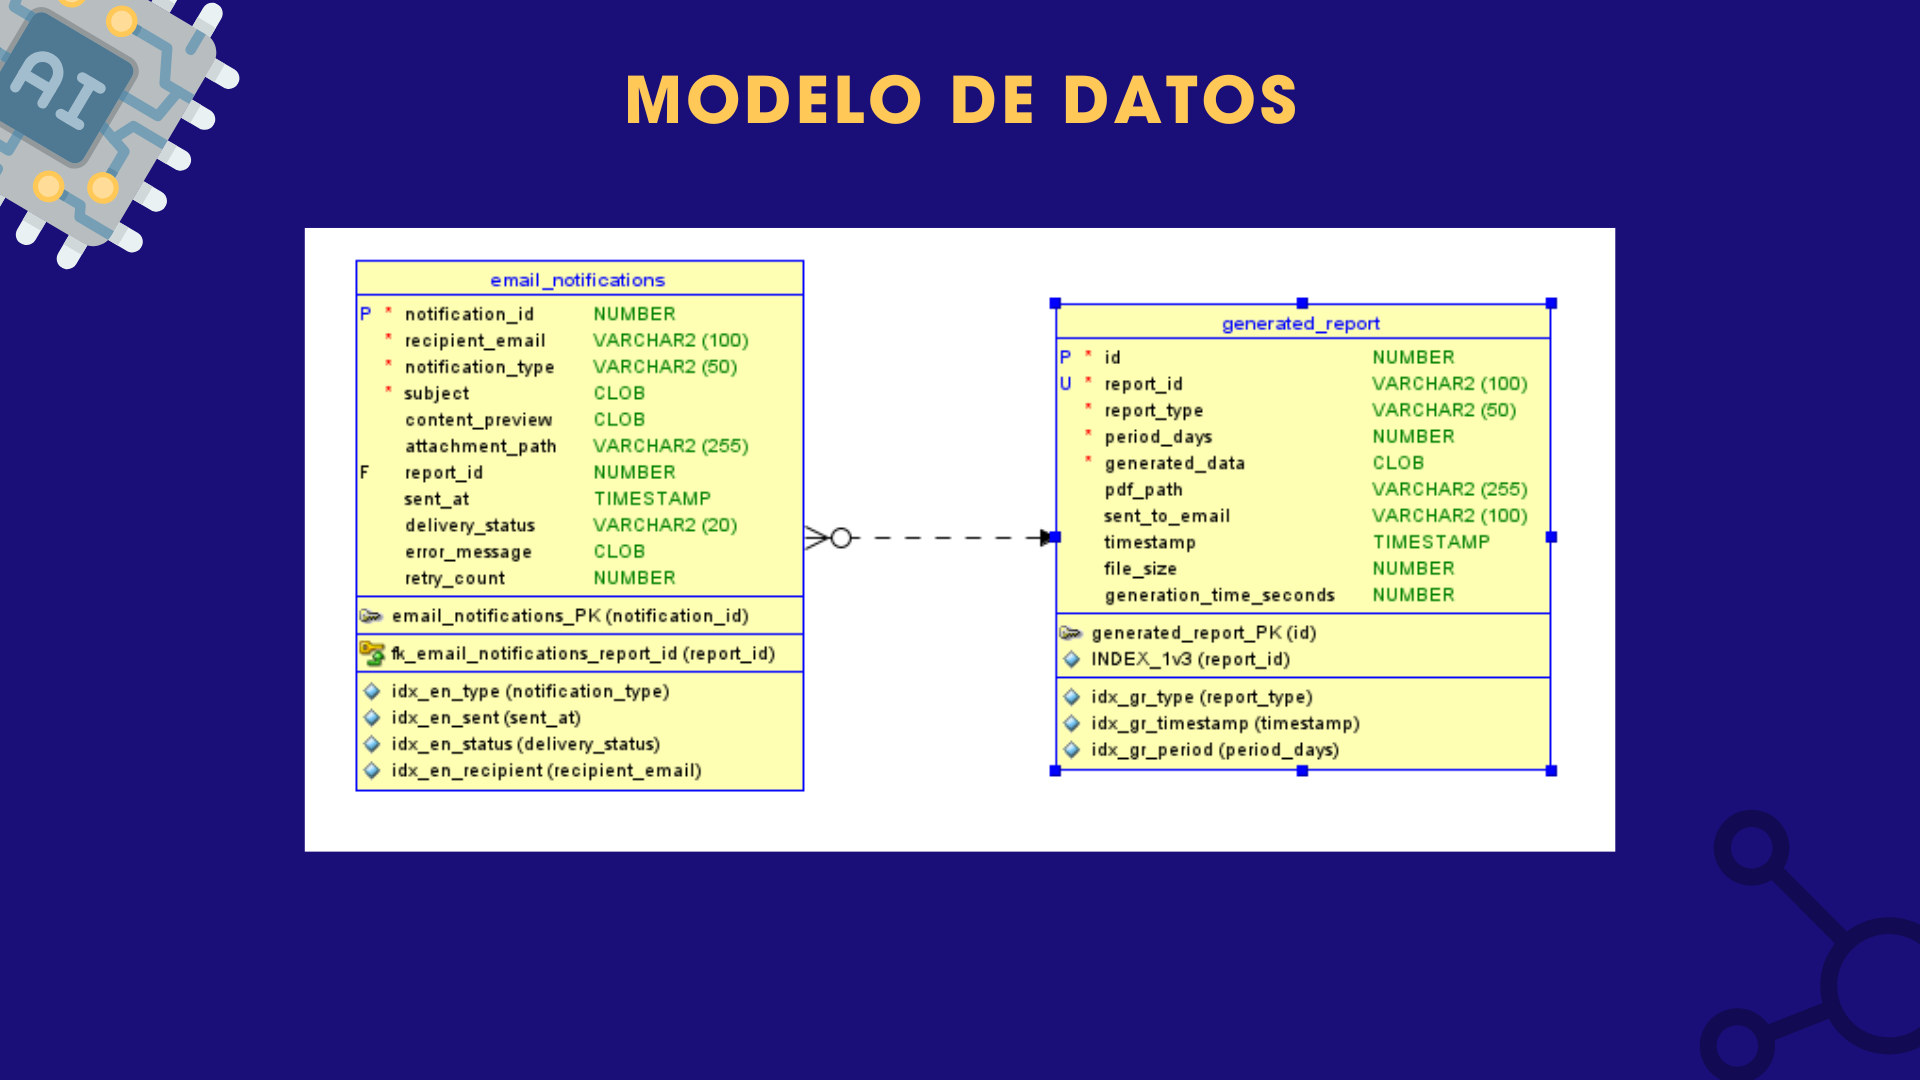 AI
MODELO DE DATOS
email_notifications
P * notification_id NUMBER
* recipient_email VARCHAR2 (100)
* notification_type VARCHAR2 (50)
* subject CLOB
content_preview CLOB
attachment_path VARCHAR2 (255)
F report_id NUMBER
sent_at TIMESTAMP
delivery_status VARCHAR2 (20)
error_message CLOB
retry_count NUMBER
email_notifications_PK (notification_id)
fk_email_notifications_report_id (report_id)
idx_en_type (notification_type)
idx_en_sent (sent_at)
idx_en_status (delivery_status)
idx_en_recipient (recipient_email)
generated_report
P * id NUMBER
U * report_id VARCHAR2 (100)
* report_type VARCHAR2 (50)
* period_days NUMBER
* generated_data CLOB
pdf_path VARCHAR2 (255)
sent_to_email VARCHAR2 (100)
timestamp TIMESTAMP
file_size NUMBER
generation_time_seconds NUMBER
generated_report_PK (id)
INDEX_1v3 (report_id)
idx_gr_type (report_type)
idx_gr_timestamp (timestamp)
idx_gr_period (period_days)